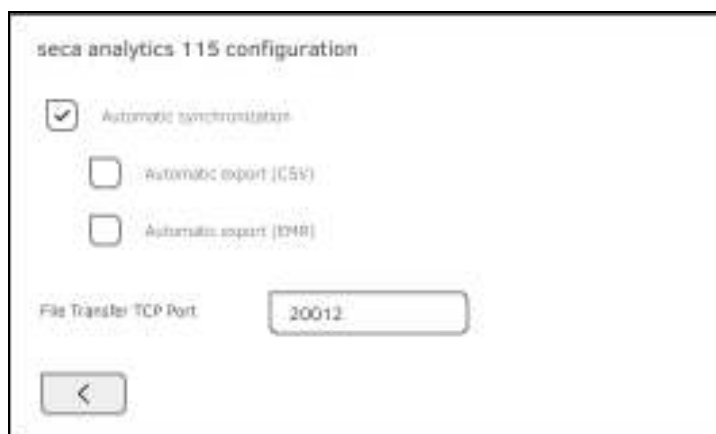 seca analytics 115 configuration
Automatic synchronization
Automatic export (CSV)
Automatic export (EMR)
File Transfer TCP Port
20012